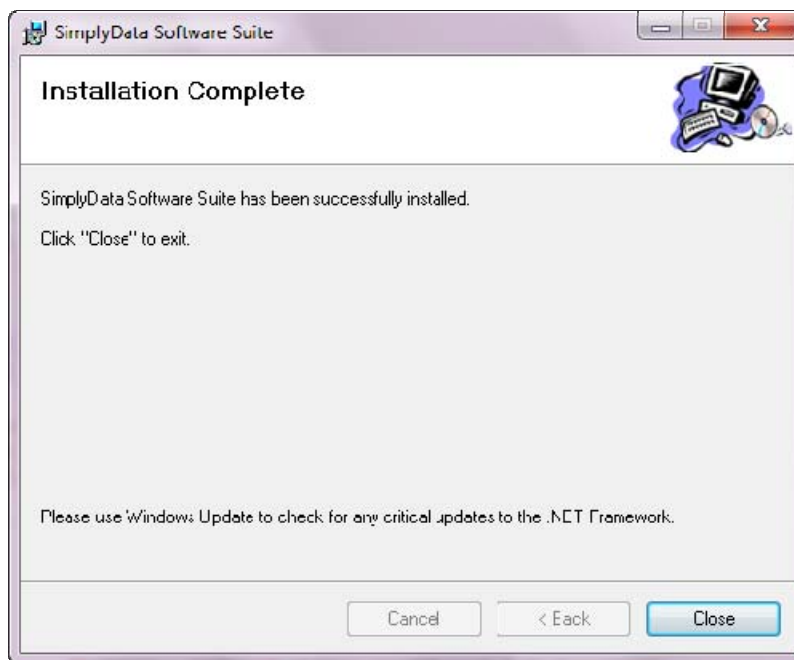 SimplyData Software Suite
Installation Complete
SimplyData Software Suite has been successfully installed.
Click "Close" to exit.
Please use Windows Update to check for any critical updates to the .NET Framework.
Cancel
< Back
Close